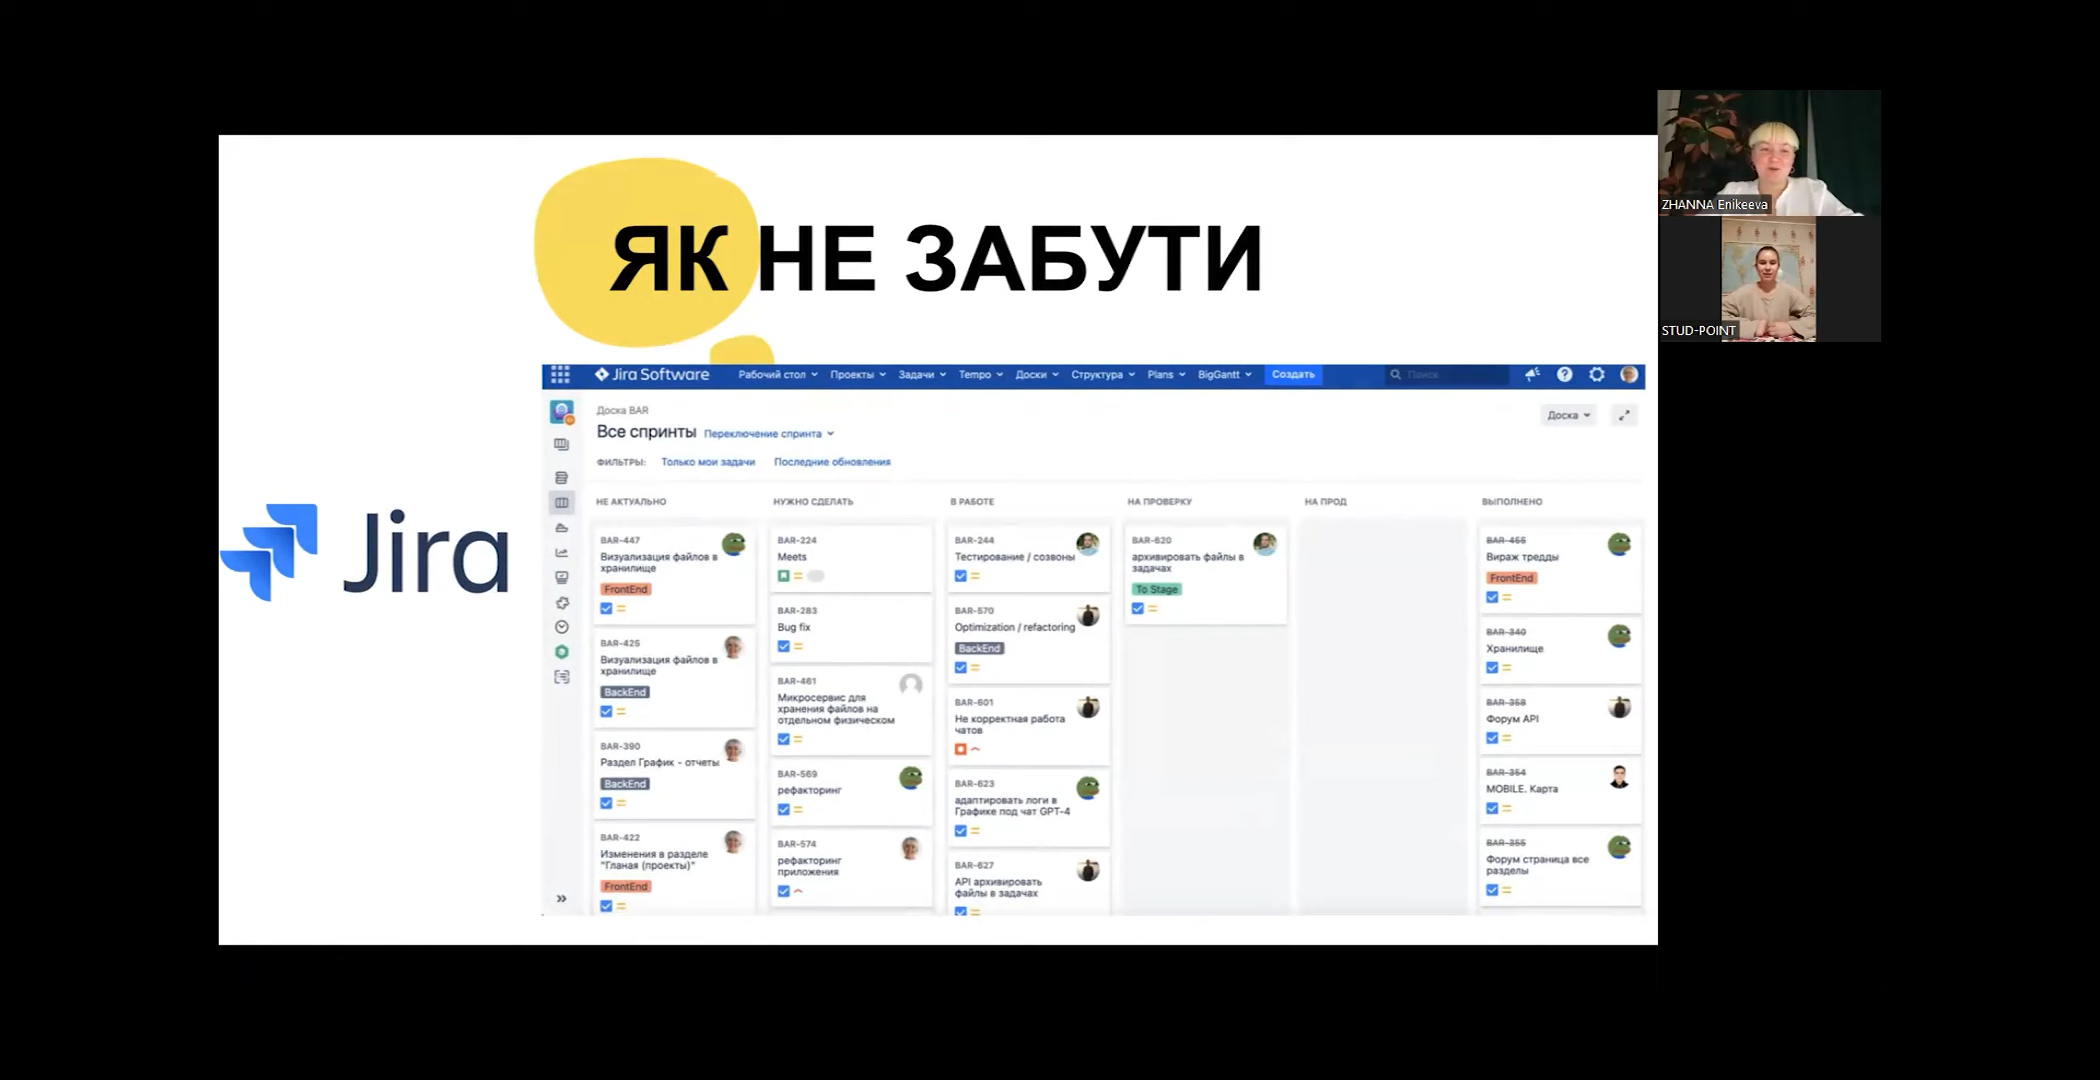 ЯК НЕ ЗАБУТИ
Jira
Jira Software Рабочий стол Проекты Задачи Tempo Доски Структура Plans BigGantt Создать Поиск
Доска BAR
Все спринты Переключение спринта
Доска
ФИЛЬТРЫ: Только мои задачи Последние обновления
НЕ АКТУАЛЬНО
BAR-447
Визуализация файлов в
хранилище
FrontEnd
BAR-425
Визуализация файлов в
хранилище
BackEnd
BAR-390
Раздел График - отчеты
BackEnd
BAR-422
Изменения в разделе
"Гланая (проекты)"
FrontEnd
НУЖНО СДЕЛАТЬ
BAR-224
Meets
BAR-283
Bug fix
BAR-461
Микросервис для
хранения файлов на
отдельном физическом
BAR-569
рефакторинг
BAR-574
рефакторинг
приложения
В РАБОТЕ
BAR-244
Тестирование / созвоны
BAR-570
Optimization / refactoring
BackEnd
BAR-601
Не корректная работа
чатов
BAR-623
адаптировать логи в
Графике под чат GPT-4
BAR-627
API архивировать
файлы в задачах
НА ПРОВЕРКУ
BAR-620
архивировать файлы в
задачах
To Stage
НА ПРОД
ВЫПОЛНЕНО
BAR-455
Вираж тредды
FrontEnd
BAR-340
Хранилище
BAR-358
Форум API
BAR-354
MOBILE. Карта
BAR-355
Форум страница все
разделы
ZHANNA Enikeeva
STUD-POINT